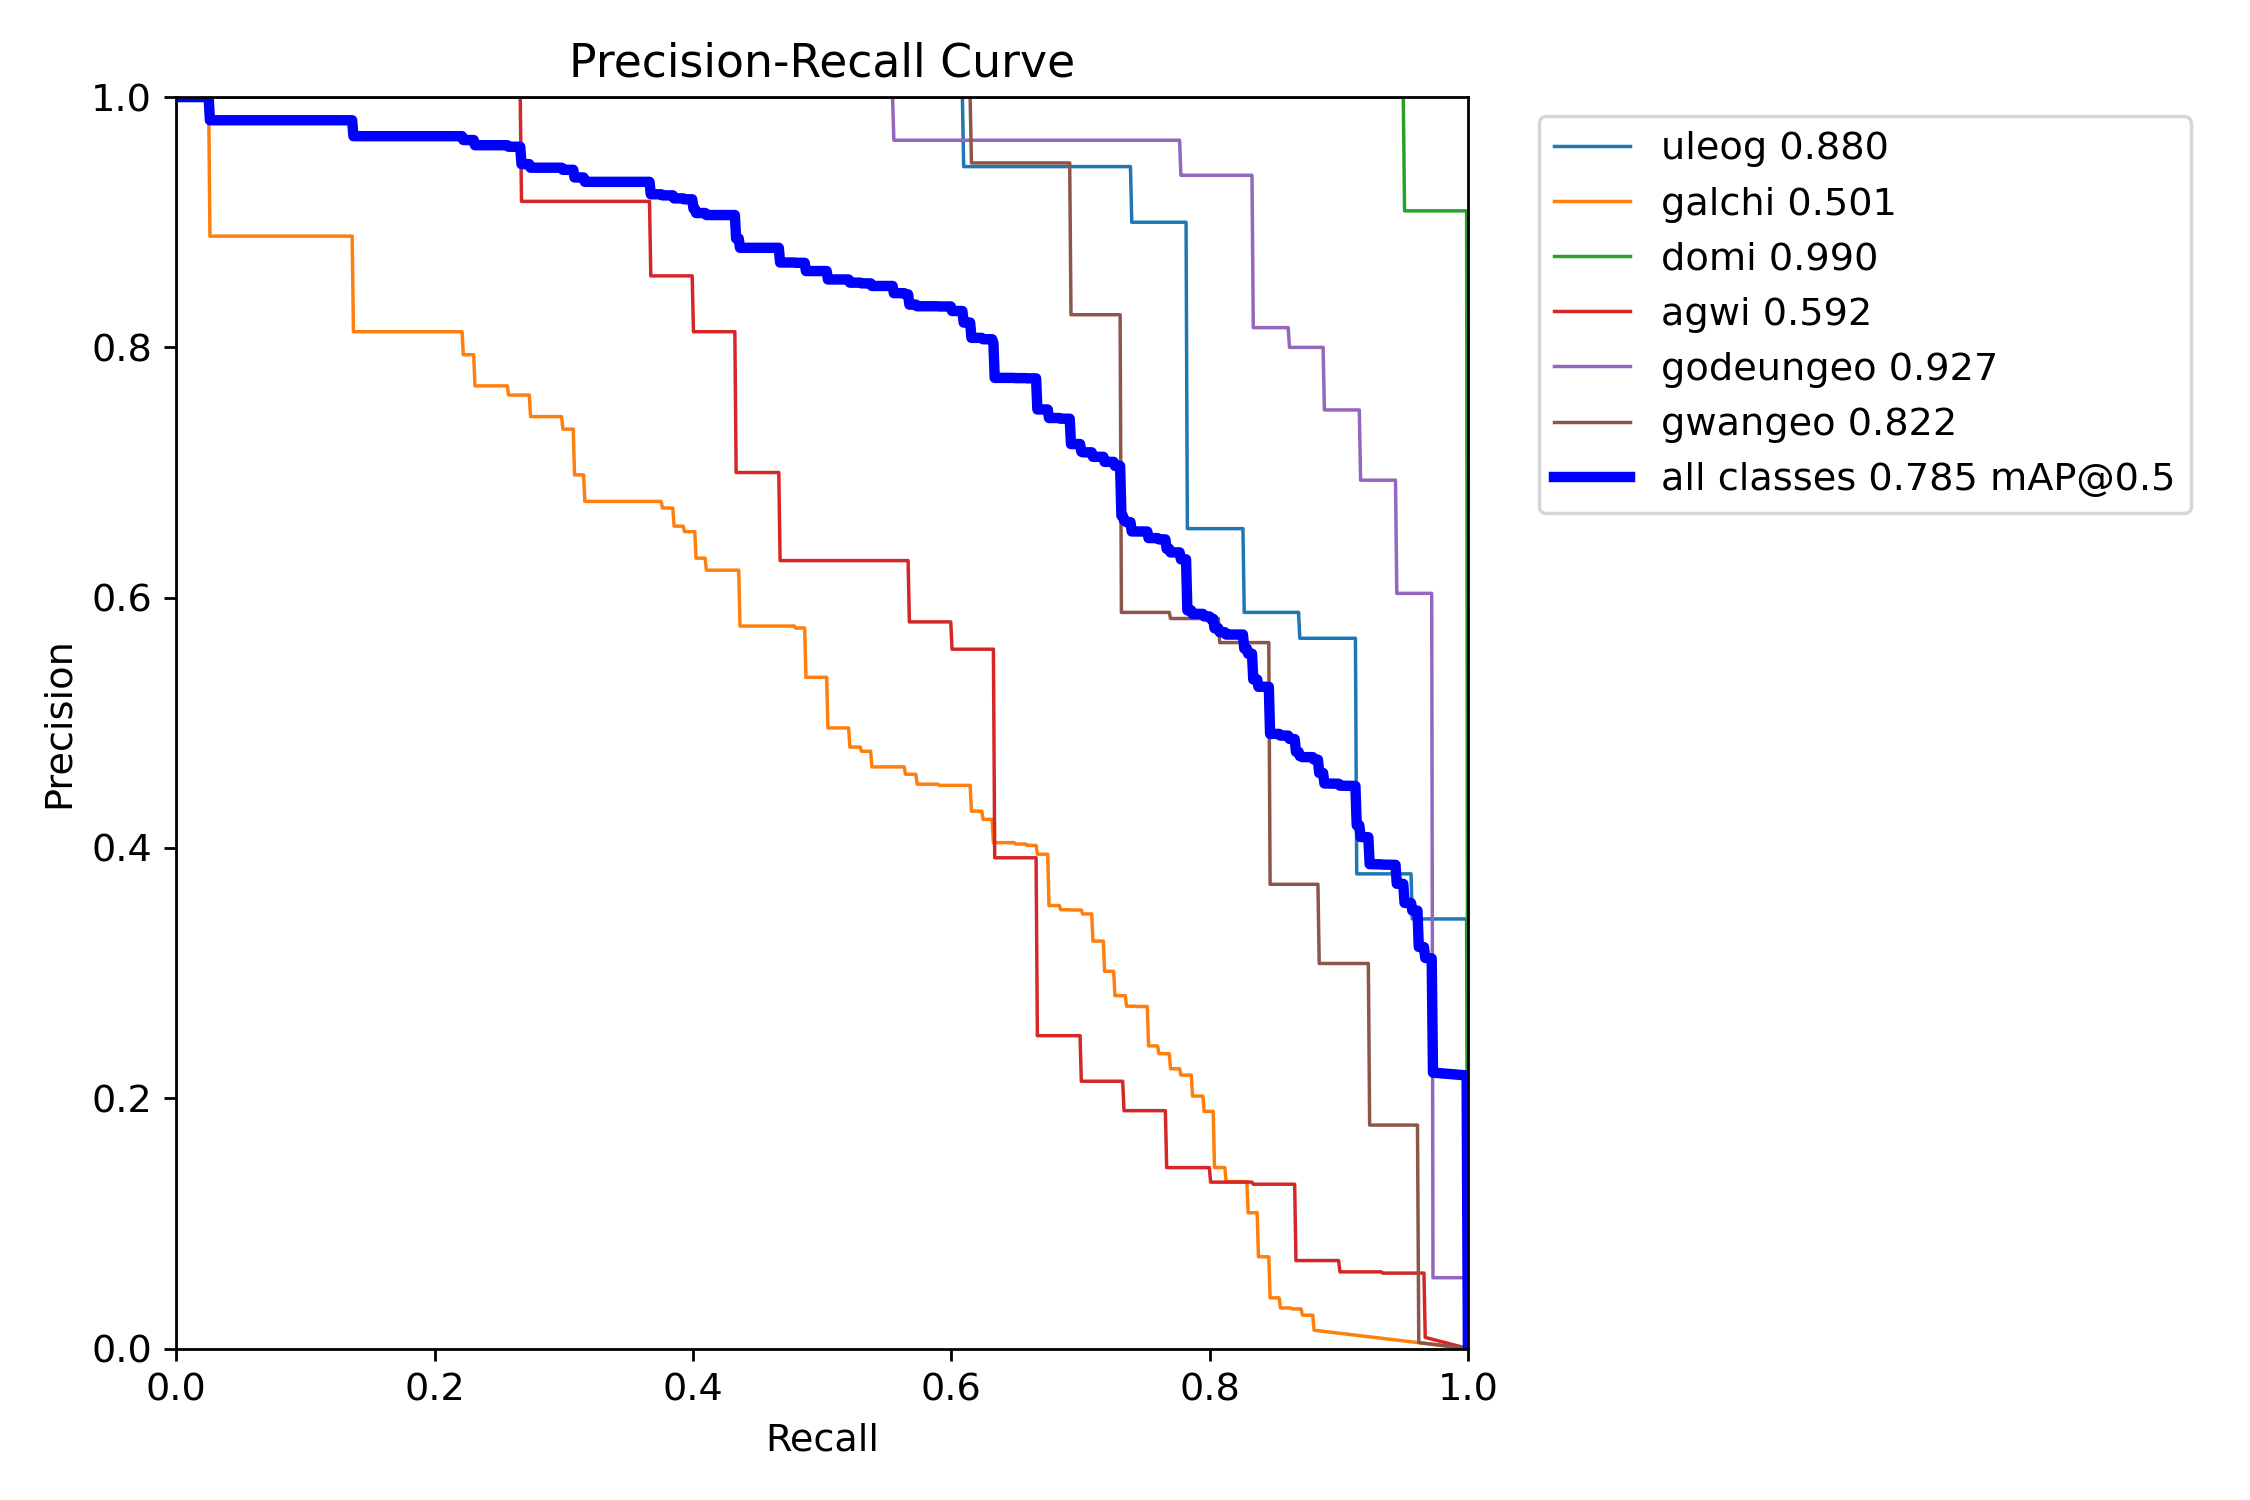 Precision-Recall Curve
1.0
0.8
0.6
0.4
0.2
0.0
Precision
0.0 0.2 0.4 0.6 0.8 1.0
Recall
uleog 0.880
galchi 0.501
domi 0.990
agwi 0.592
godeungeo 0.927
gwangeo 0.822
all classes 0.785 mAP@0.5